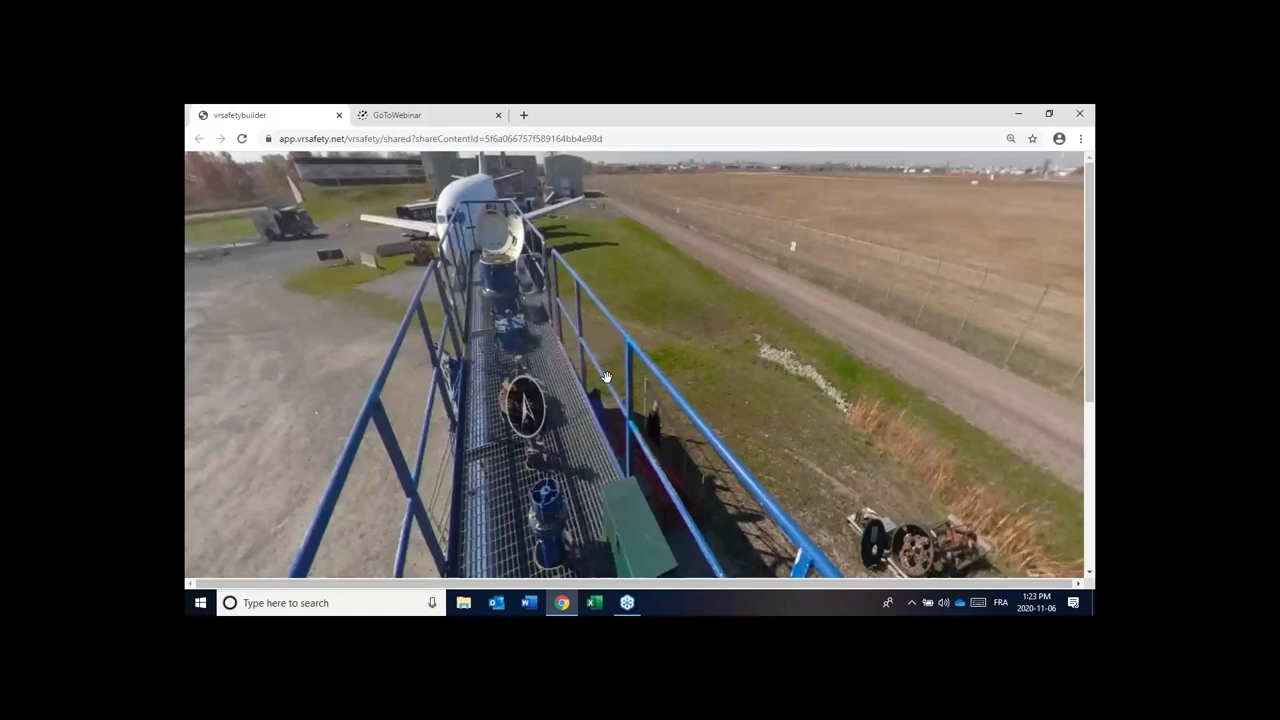 vrsafetybuilder
GoToWebinar
app.vrsafety.net/vrsafety/shared?shareContentId=5f6a066757f589164bb4e98d
Type here to search
FRA
1:23 PM
2020-11-06